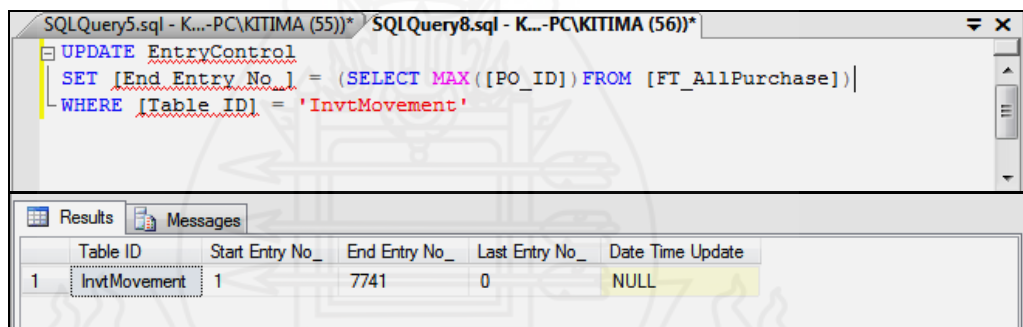 SQLQuery5.sql - K...-PC\KITIMA (55))* SQLQuery8.sql - K...-PC\KITIMA (56))*
UPDATE EntryControl
SET [End Entry No_] = (SELECT MAX([PO_ID])FROM [FT_AllPurchase])
WHERE [Table ID] = 'InvtMovement'
Results Messages
Table ID Start Entry No_ End Entry No_ Last Entry No_ Date Time Update
1 InvtMovement 1 7741 0 NULL